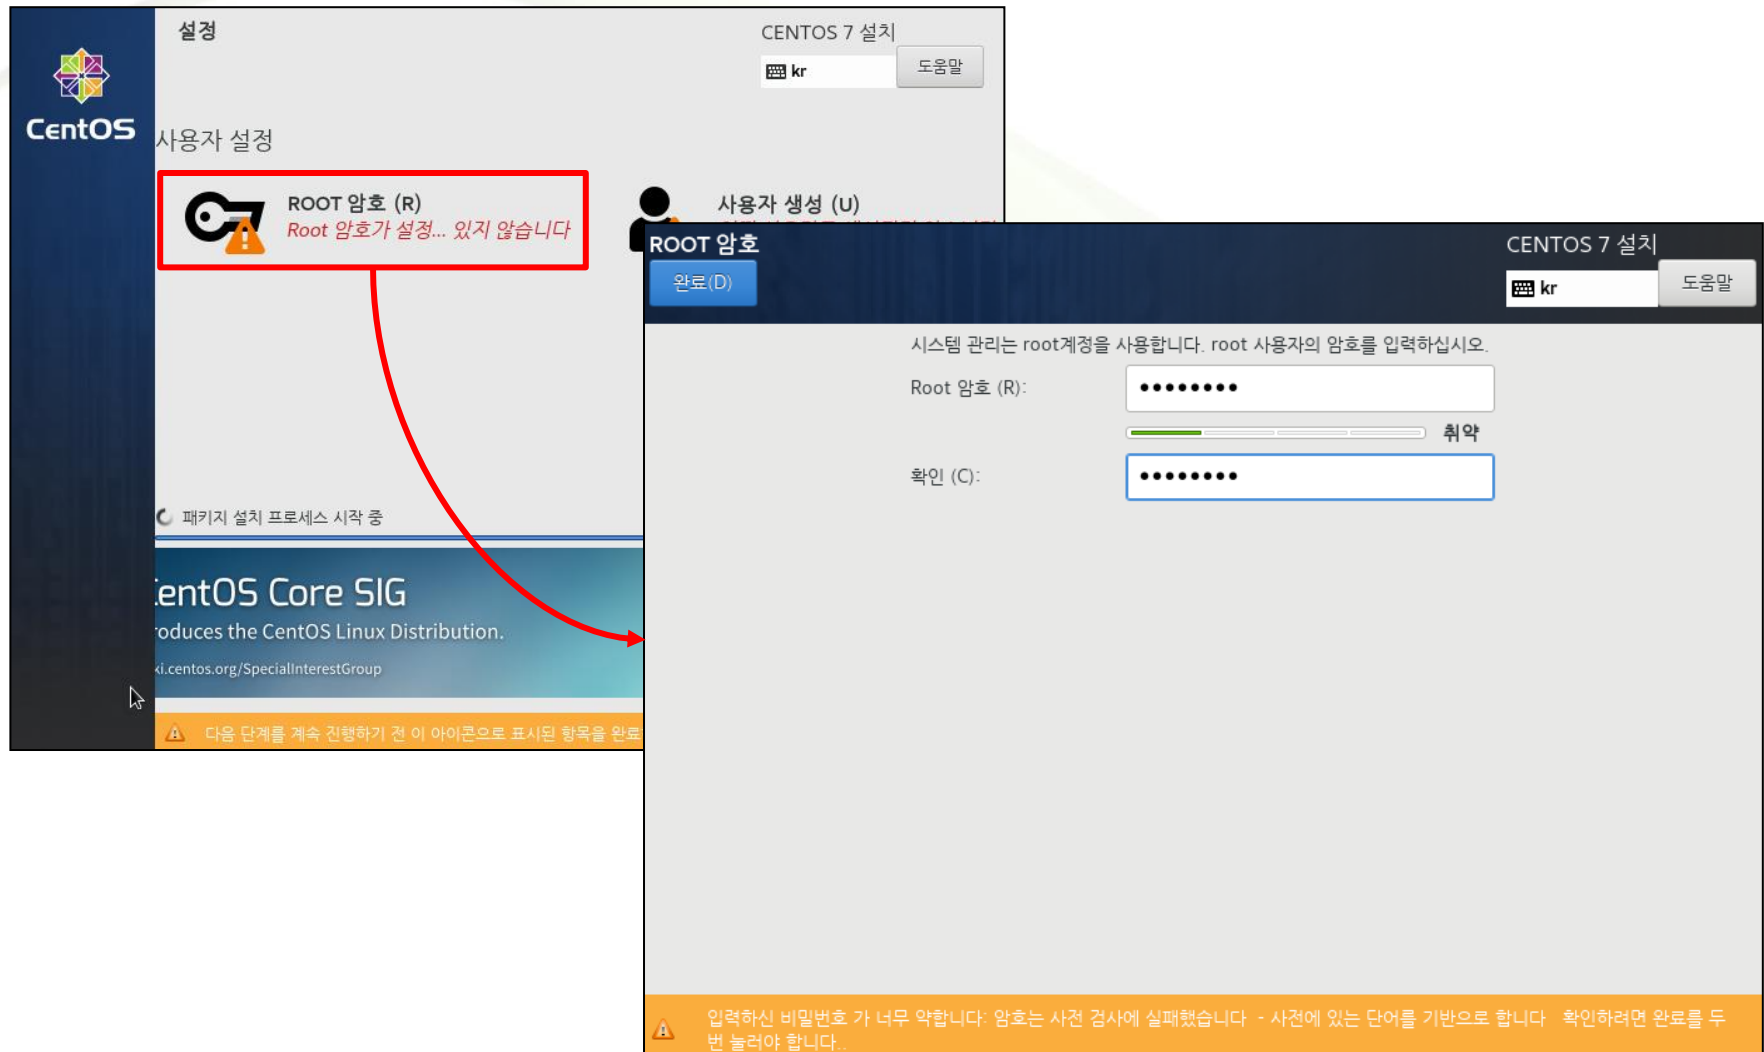 설정
CENTOS 7 설치
kr
도움말
CentOS
사용자 설정
ROOT 암호 (R)
Root 암호가 설정... 있지 않습니다
사용자 생성 (U)
패키지 설치 프로세스 시작 중
entOS Core SIG
roduces the CentOS Linux Distribution.
ki.centos.org/SpecialInterestGroup
다음 단계를 계속 진행하기 전 이 아이콘으로 표시된 항목을 완료
ROOT 암호
CENTOS 7 설치
완료(D)
kr
도움말
시스템 관리는 root계정을 사용합니다. root 사용자의 암호를 입력하십시오.
Root 암호 (R):
••••••••
취약
확인 (C):
••••••••
입력하신 비밀번호 가 너무 약합니다: 암호는 사전 검사에 실패했습니다 - 사전에 있는 단어를 기반으로 합니다 확인하려면 완료를 두
번 눌러야 합니다..